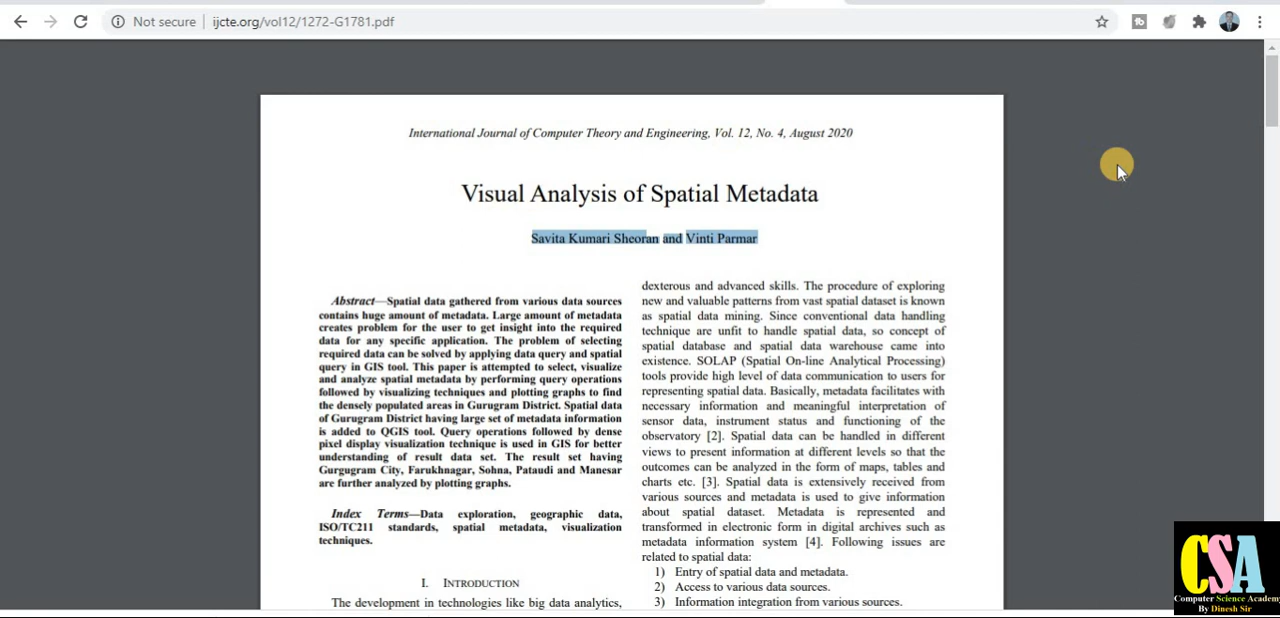 Not secure
ijcte.org/vol12/1272-G1781.pdf
International Journal of Computer Theory and Engineering, Vol. 12, No. 4, August 2020
Visual Analysis of Spatial Metadata
Savita Kumari Sheoran and Vinti Parmar
Abstract—Spatial data gathered from various data sources
contains huge amount of metadata. Large amount of metadata
creates problem for the user to get insight into the required
data for any specific application. The problem of selecting
required data can be solved by applying data query and spatial
query in GIS tool. This paper is attempted to select, visualize
and analyze spatial metadata by performing query operations
followed by visualizing techniques and plotting graphs to find
the densely populated areas in Gurugram District. Spatial data
of Gurugram District having large set of metadata information
is added to QGIS tool. Query operations followed by dense
pixel display visualization technique is used in GIS for better
understanding of result data set. The result set having
Gurgugram City, Farukhnagar, Sohna, Pataudi and Manesar
are further analyzed by plotting graphs.
Index Terms—Data exploration, geographic data,
ISO/TC211 standards, spatial metadata, visualization
techniques.
I. INTRODUCTION
The development in technologies like big data analytics,
dexterous and advanced skills. The procedure of exploring
new and valuable patterns from vast spatial dataset is known
as spatial data mining. Since conventional data handling
technique are unfit to handle spatial data, so concept of
spatial database and spatial data warehouse came into
existence. SOLAP (Spatial On-line Analytical Processing)
tools provide high level of data communication to users for
representing spatial data. Basically, metadata facilitates with
necessary information and meaningful interpretation of
sensor data, instrument status and functioning of the
observatory [2]. Spatial data can be handled in different
views to present information at different levels so that the
outcomes can be analyzed in the form of maps, tables and
charts etc. [3]. Spatial data is extensively received from
various sources and metadata is used to give information
about spatial dataset. Metadata is represented and
transformed in electronic form in digital archives such as
metadata information system [4]. Following issues are
related to spatial data:
1) Entry of spatial data and metadata.
2) Access to various data sources.
3) Information integration from various sources.
CSA
Computer Science Academy
By Dinesh Sir